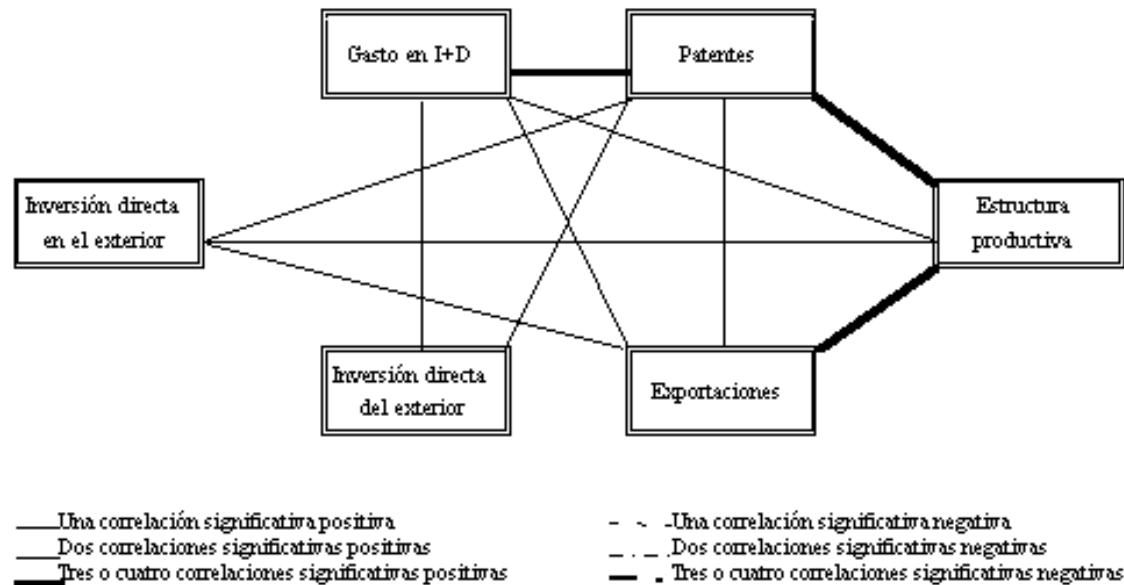 Gasto en I+D
Patentes
Inversión directa
en el exterior
Estructura
productiva
Inversión directa
del exterior
Exportaciones
Una correlación significativa positiva
Dos correlaciones significativas positivas
Tres o cuatro correlaciones significativas positivas
Una correlación significativa negativa
Dos correlaciones significativas negativas
Tres o cuatro correlaciones significativas negativas